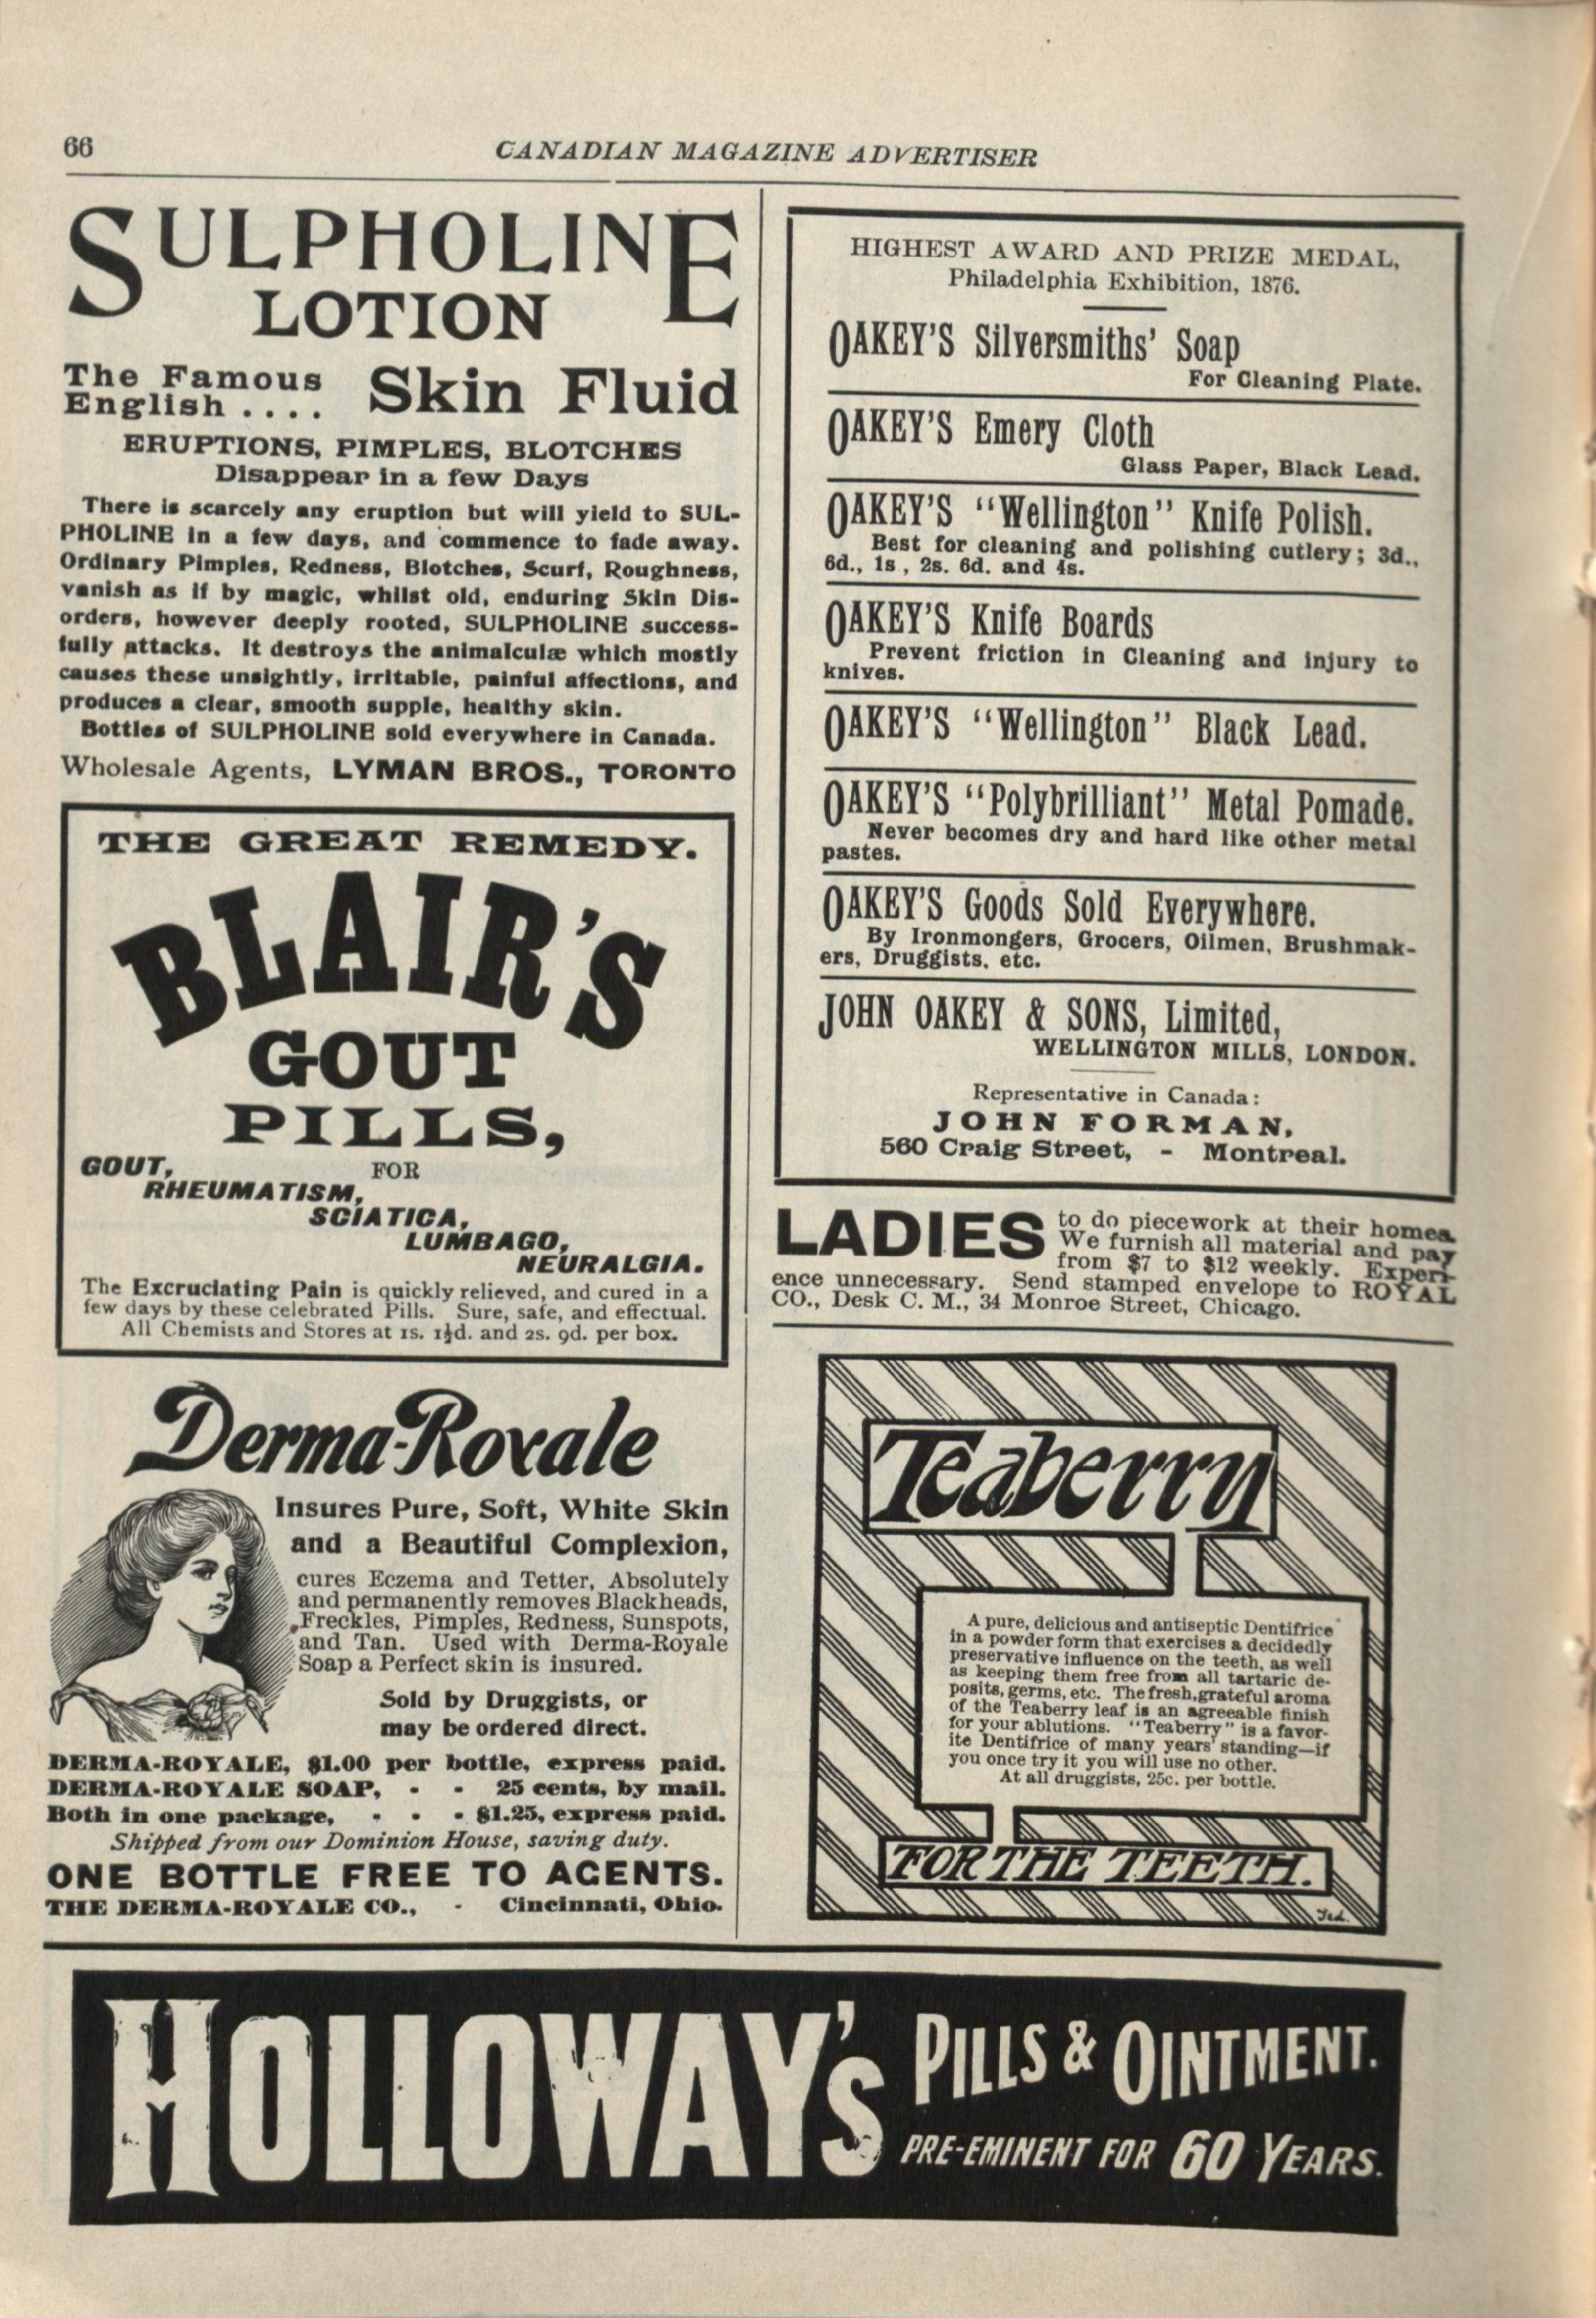 66
CANADIAN MAGAZINE ADVERTISER
SULPHOLINE
LOTION
The Famous
English .... Skin Fluid
ERUPTIONS, PIMPLES, BLOTCHES
Disappear in a few Days
There is scarcely any eruption but will yield to SUL-
PHOLINE in a few days, and commence to fade away.
Ordinary Pimples, Redness, Blotches, Scurf, Roughness,
vanish as if by magic, whilst old, enduring Skin Dis-
orders, however deeply rooted, SULPHOLINE success-
fully attacks. It destroys the animalculæ which mostly
causes these unsightly, irritable, painful affections, and
produces a clear, smooth supple, healthy skin.
Bottles of SULPHOLINE sold everywhere in Canada.
Wholesale Agents, LYMAN BROS., TORONTO
THE GREAT REMEDY.
BLAIR'S
GOUT
PILLS,
FOR
GOUT,
RHEUMATISM,
SCIATICA,
LUMBAGO,
NEURALGIA.
The Excruciating Pain is quickly relieved, and cured in a
few days by these celebrated Pills. Sure, safe, and effectual.
All Chemists and Stores at 1s. 1½d. and 2s. 9d. per box.
Derma-Royale
Insures Pure, Soft, White Skin
and a Beautiful Complexion,
cures Eczema and Tetter, Absolutely
and permanently removes Blackheads,
Freckles, Pimples, Redness, Sunspots,
and Tan. Used with Derma-Royale
Soap a Perfect skin is insured.
Sold by Druggists, or
may be ordered direct.
DERMA-ROYALE, $1.00 per bottle, express paid.
DERMA-ROYALE SOAP, - - 25 cents, by mail.
Both in one package, - - - $1.25, express paid.
Shipped from our Dominion House, saving duty.
ONE BOTTLE FREE TO AGENTS.
THE DERMA-ROYALE CO., - Cincinnati, Ohio.
HIGHEST AWARD AND PRIZE MEDAL,
Philadelphia Exhibition, 1876.
OAKEY'S Silversmiths' Soap
For Cleaning Plate.
OAKEY'S Emery Cloth
Glass Paper, Black Lead.
OAKEY'S "Wellington" Knife Polish.
Best for cleaning and polishing cutlery; 3d.,
6d., 1s , 2s. 6d. and 4s.
OAKEY'S Knife Boards
Prevent friction in Cleaning and injury to
knives.
OAKEY'S "Wellington" Black Lead.
OAKEY'S "Polybrilliant" Metal Pomade.
Never becomes dry and hard like other metal
pastes.
OAKEY'S Goods Sold Everywhere.
By Ironmongers, Grocers, Oilmen, Brushmak-
ers, Druggists, etc.
JOHN OAKEY & SONS, Limited,
WELLINGTON MILLS, LONDON.
Representative in Canada:
JOHN FORMAN,
560 Craig Street, - Montreal.
LADIES to do piecework at their homes
We furnish all material and pay
from $7 to $12 weekly. Experi-
ence unnecessary. Send stamped envelope to ROYAL
CO., Desk C. M., 34 Monroe Street, Chicago.
Teaberry
A pure, delicious and antiseptic Dentifrice
in a powder form that exercises a decidedly
preservative influence on the teeth, as well
as keeping them free from all tartaric de-
posits, germs, etc. The fresh, grateful aroma
of the Teaberry leaf is an agreeable finish
for your ablutions. "Teaberry" is a favor-
ite Dentifrice of many years' standing—if
you once try it you will use no other.
At all druggists, 25c. per bottle.
FOR THE TEETH.
HOLLOWAY'S PILLS & OINTMENT.
PRE-EMINENT FOR 60 YEARS.